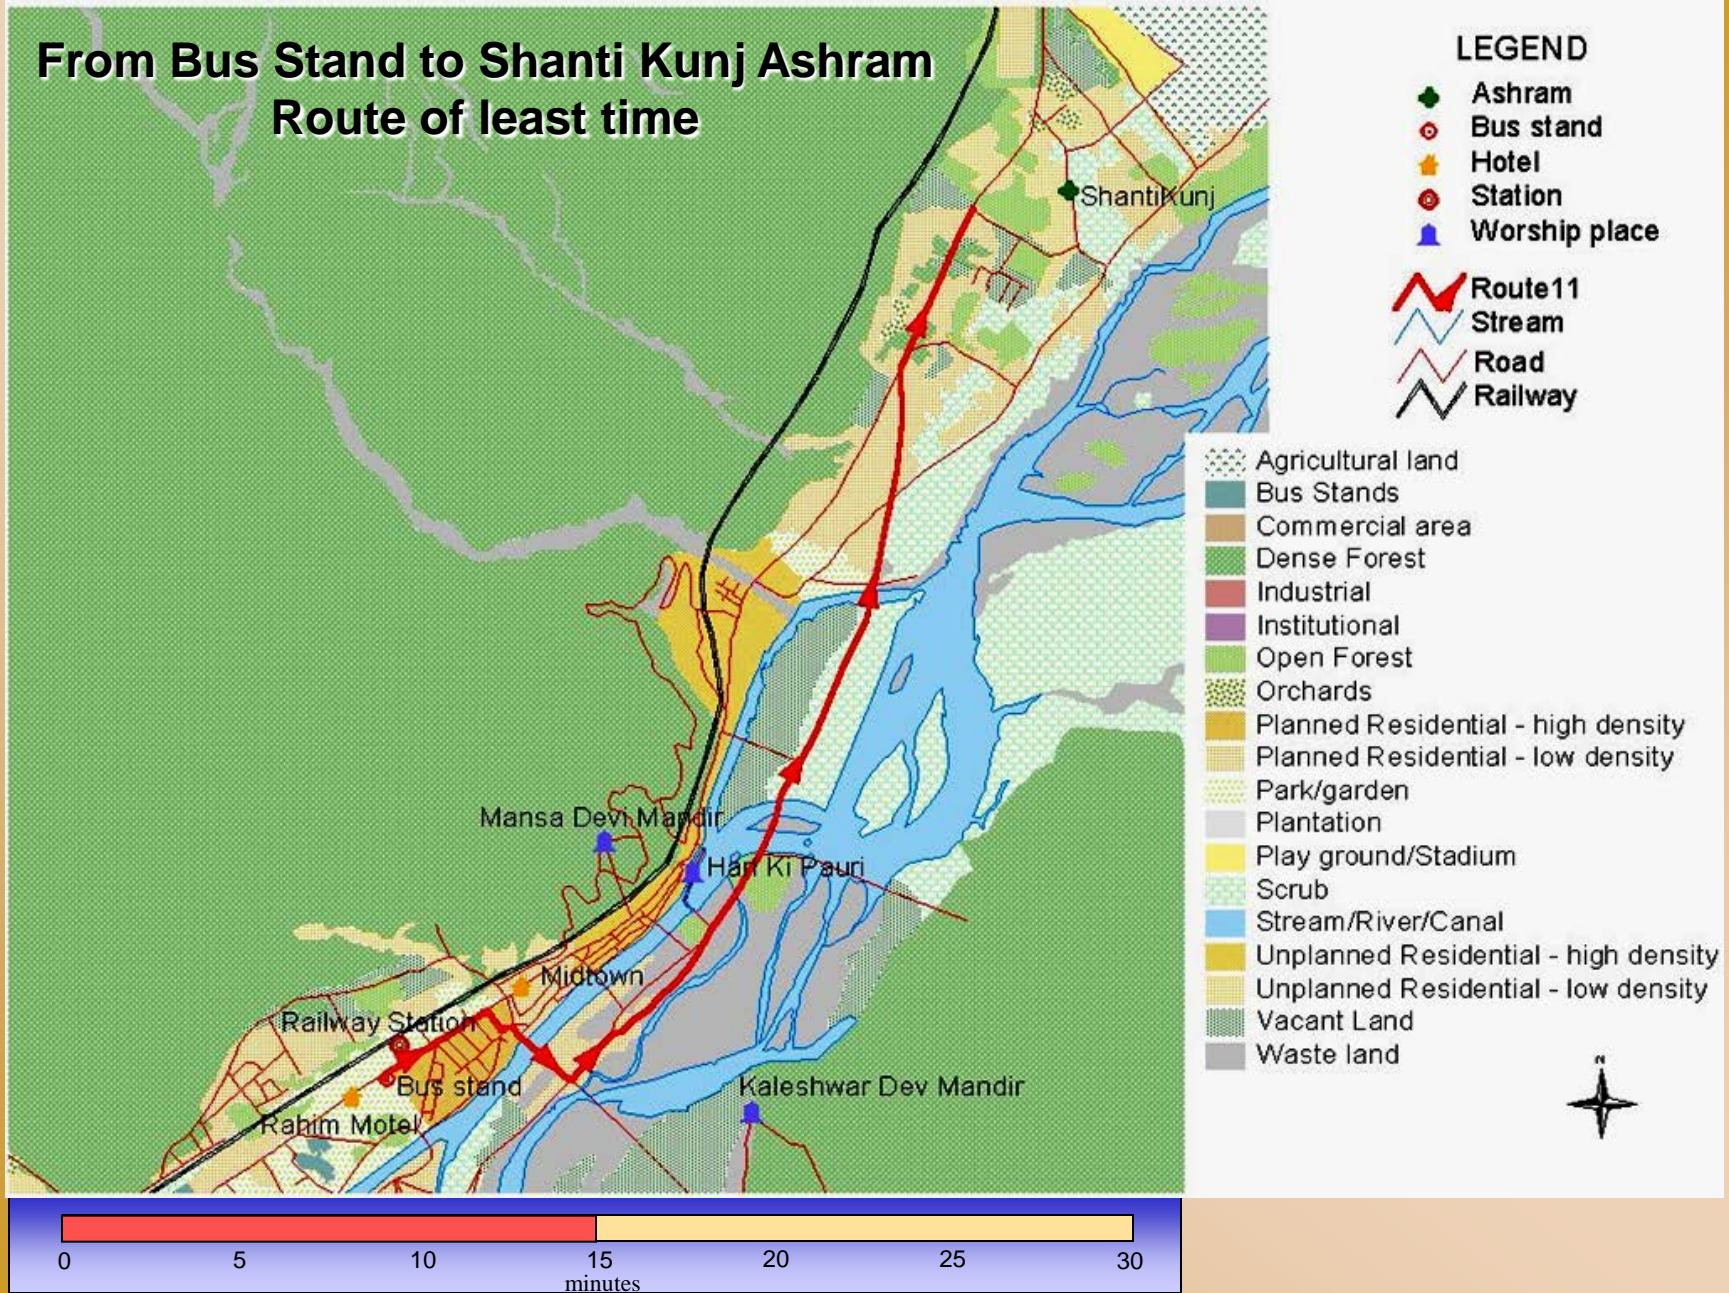 From Bus Stand to Shanti Kunj Ashram
Route of least time
LEGEND
Ashram
Bus stand
Hotel
Station
Worship place
Route11
Stream
Road
Railway
Agricultural land
Bus Stands
Commercial area
Dense Forest
Industrial
Institutional
Open Forest
Orchards
Planned Residential - high density
Planned Residential - low density
Park/garden
Plantation
Play ground/Stadium
Scrub
Stream/River/Canal
Unplanned Residential - high density
Unplanned Residential - low density
Vacant Land
Waste land
N
ShantiKunj
Mansa Devi Mandir
Hari Ki Pauri
Midtown
Railway Station
Bus stand
Rahim Motel
Kaleshwar Dev Mandir
0 5 10 15 20 25 30
minutes